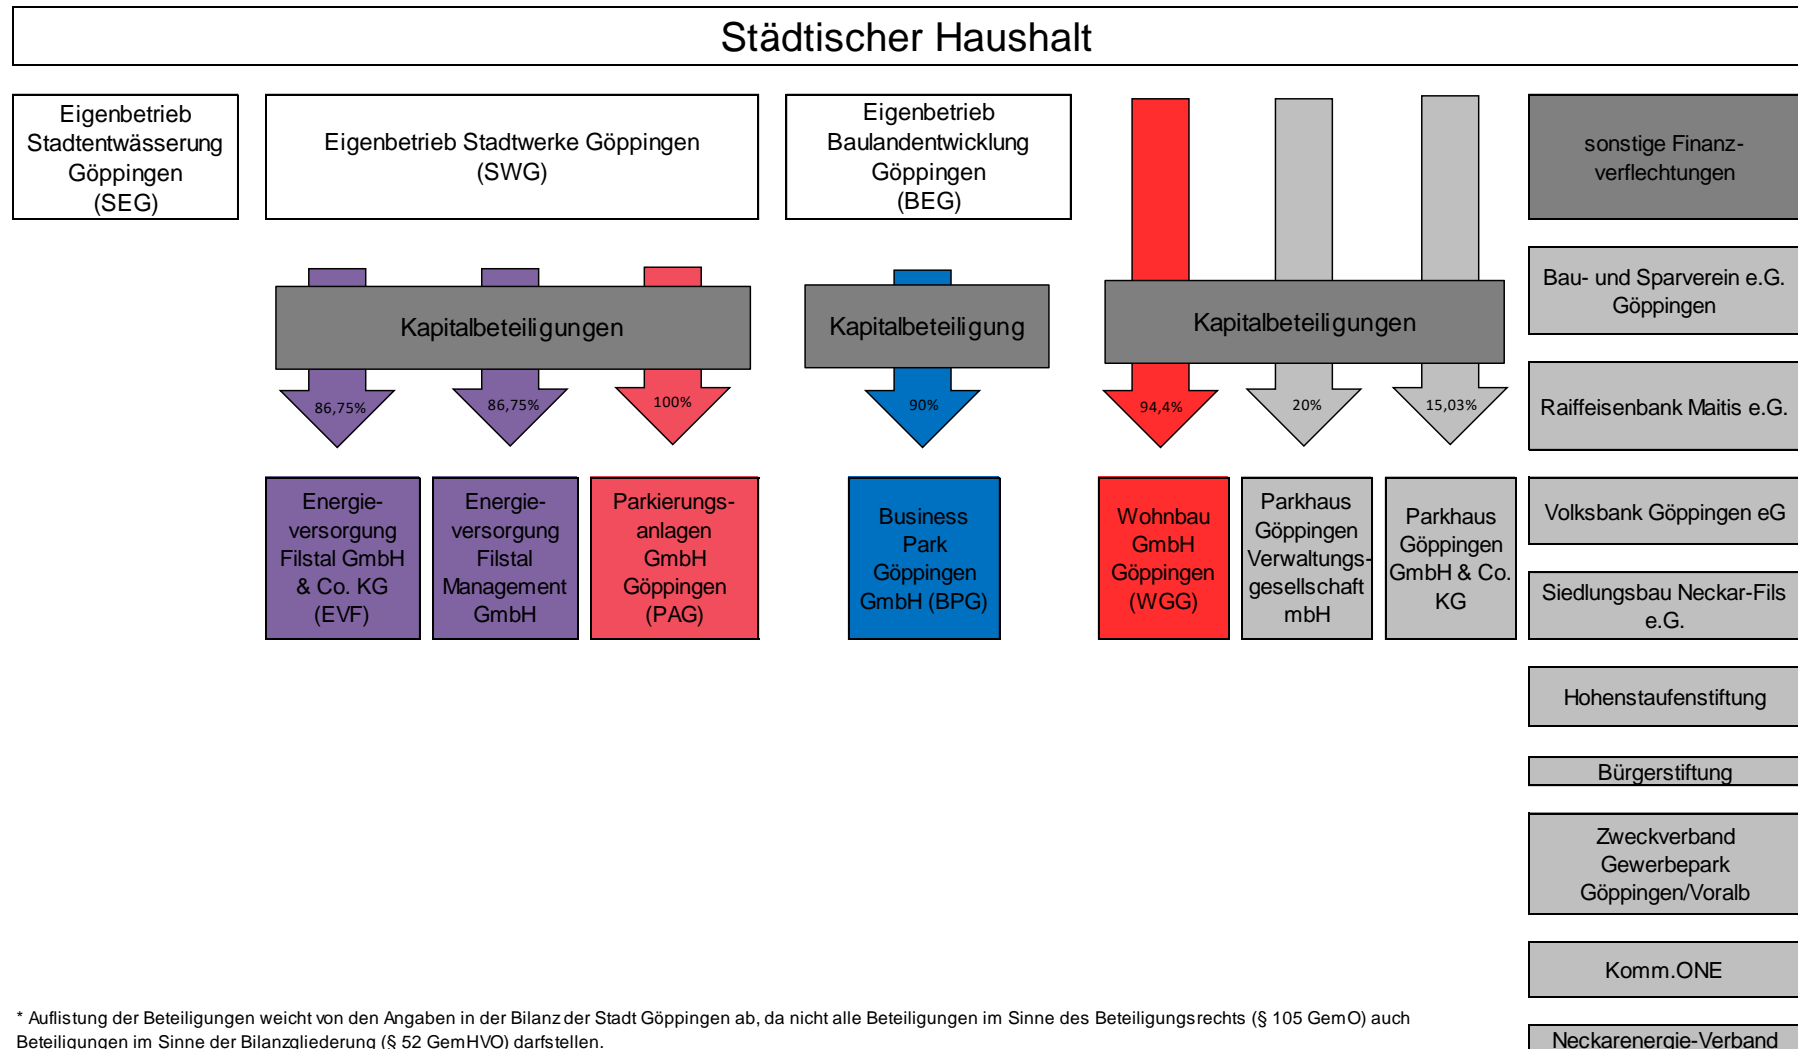 Städtischer Haushalt
Eigenbetrieb
Stadtentwässerung
Göppingen
(SEG)
Eigenbetrieb Stadtwerke Göppingen
(SWG)
Eigenbetrieb
Baulandentwicklung
Göppingen
(BEG)
sonstige Finanz-
verflechtungen
Kapitalbeteiligungen
Kapitalbeteiligung
Kapitalbeteiligungen
86,75%
86,75%
100%
90%
94,4%
20%
15,03%
Energie-
versorgung
Filstal GmbH
& Co. KG
(EVF)
Energie-
versorgung
Filstal
Management
GmbH
Parkierungs-
anlagen
GmbH
Göppingen
(PAG)
Business
Park
Göppingen
GmbH (BPG)
Wohnbau
GmbH
Göppingen
(WGG)
Parkhaus
Göppingen
Verwaltungs-
gesellschaft
mbH
Parkhaus
Göppingen
GmbH & Co.
KG
Bau- und Sparverein e.G.
Göppingen
Raiffeisenbank Maitis e.G.
Volksbank Göppingen eG
Siedlungsbau Neckar-Fils
e.G.
Hohenstaufenstiftung
Bürgerstiftung
Zweckverband
Gewerbepark
Göppingen/Voralb
Komm.ONE
Neckarenergie-Verband
* Auflistung der Beteiligungen weicht von den Angaben in der Bilanz der Stadt Göppingen ab, da nicht alle Beteiligungen im Sinne des Beteiligungsrechts (§ 105 GemO) auch
Beteiligungen im Sinne der Bilanzgliederung (§ 52 GemHVO) darfstellen.